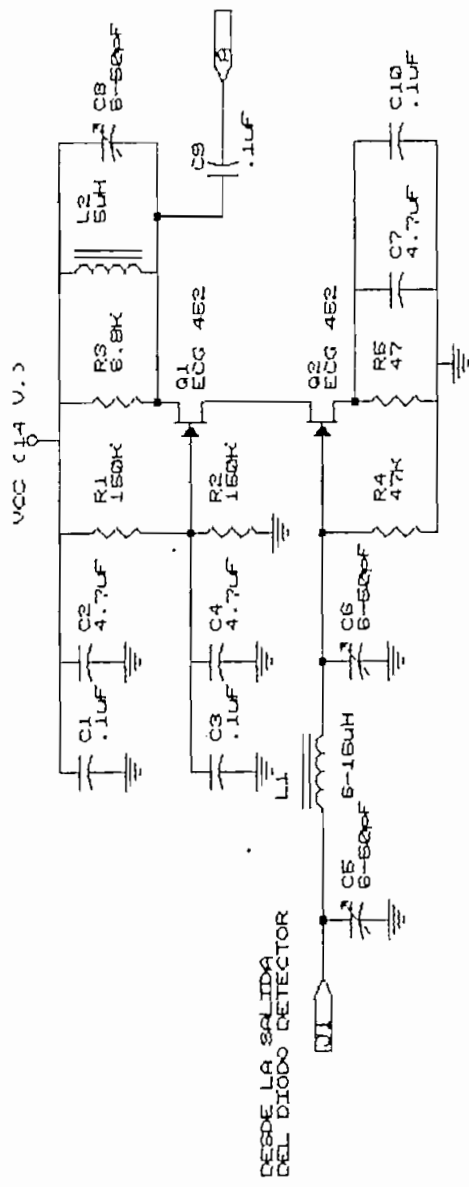 VCC (14 V.)
C1
.1uF
C2
4.7uF
R1
150K
R3
6.8K
L2
5uH
C8
6-60pF
C3
.1uF
C4
4.7uF
R2
150K
Q1
ECG 452
C9
.1uF
A
L1
6-16uH
Q2
ECG 452
DESDE LA SALIDA
DEL DIODO DETECTOR
J1
C5
6-60pF
C6
6-60pF
R4
47K
R5
47
C7
4.7uF
C10
.1uF